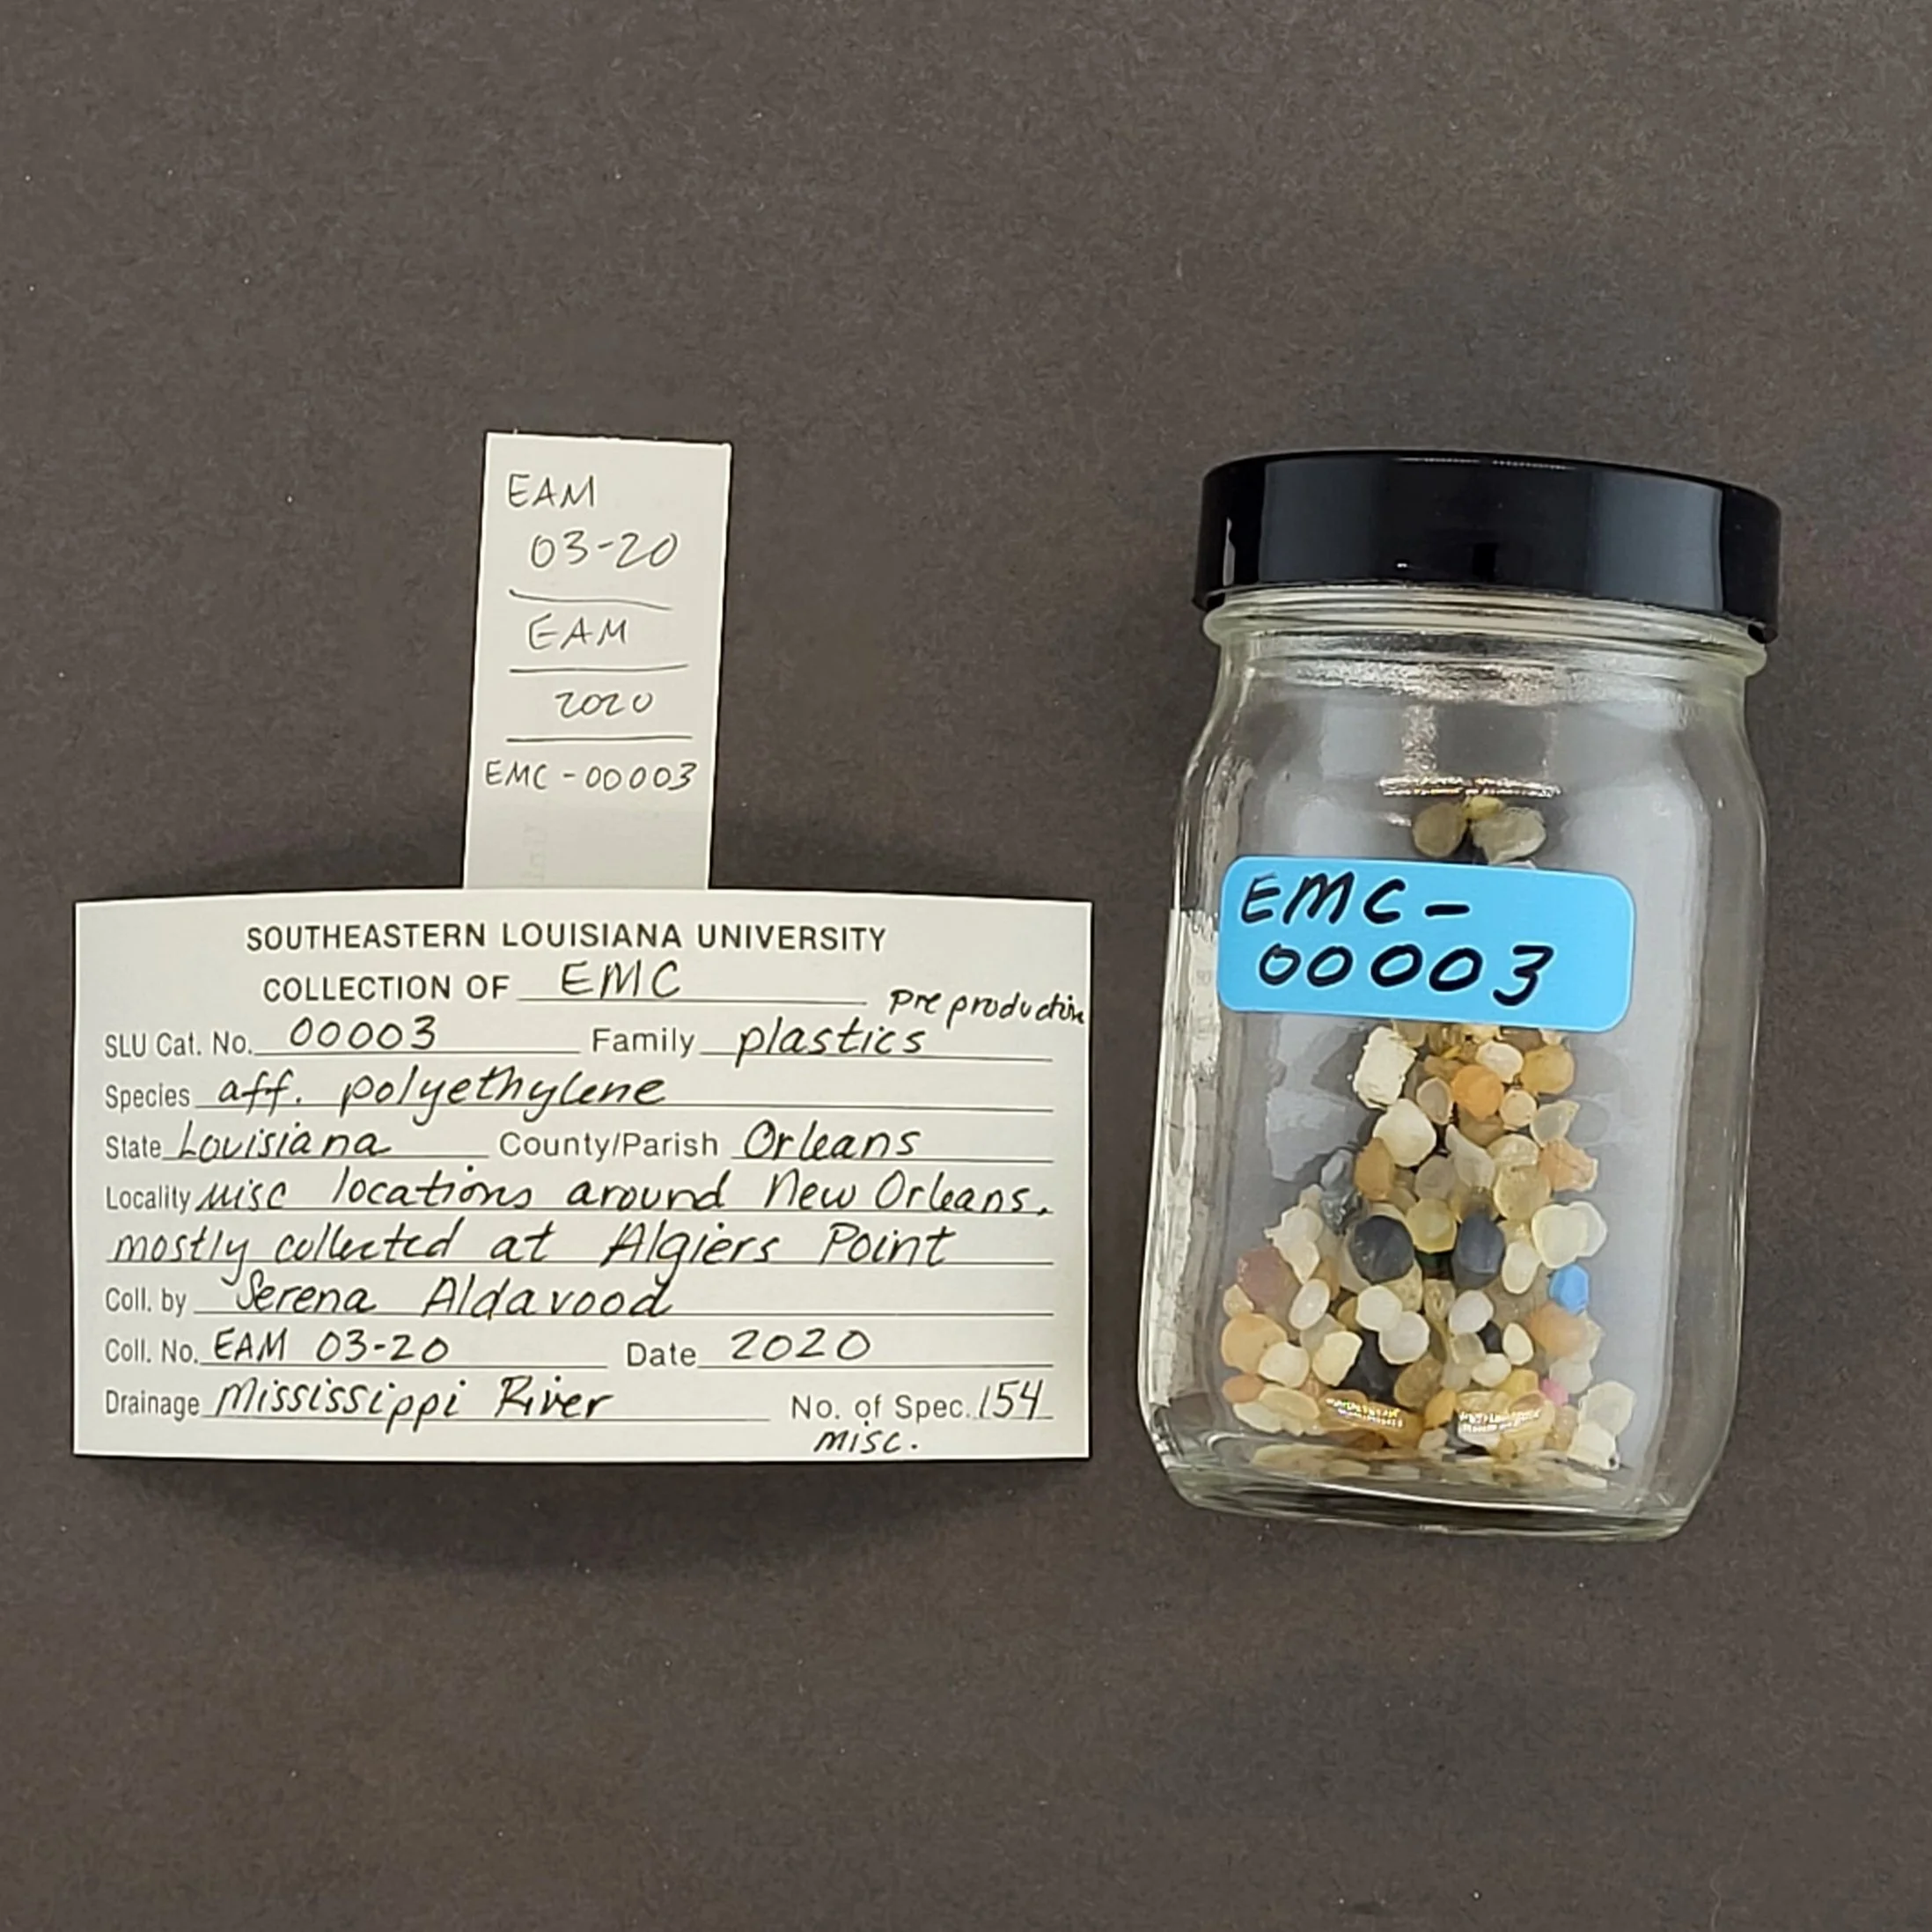 EAM
03-20
EAM
2020
EMC-00003
SOUTHEASTERN LOUISIANA UNIVERSITY
COLLECTION OF EMC
Pre production
SLU Cat. No. 00003 Family plastics
Species aff. polyethylene
State Louisiana County/Parish Orleans
Locality misc locations around New Orleans,
mostly collected at Algiers Point
Coll. by Serena Aldavood
Coll. No. EAM 03-20 Date 2020
Drainage Mississippi River No. of Spec. 154
misc.
EMC-
00003